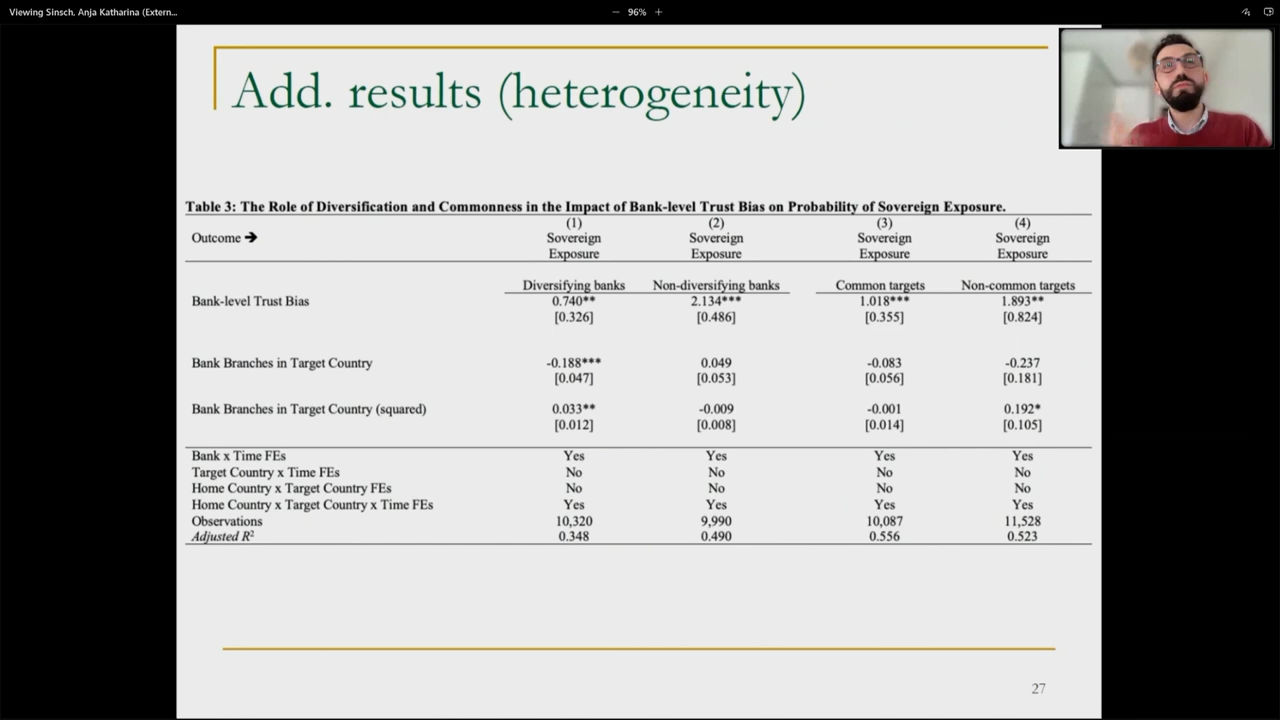 Viewing Sinsch, Anja Katharina (Extern...
− 96% +
Add. results (heterogeneity)
Table 3: The Role of Diversification and Commonness in the Impact of Bank-level Trust Bias on Probability of Sovereign Exposure.
(1) (2) (3) (4)
Outcome ➔ Sovereign Sovereign Sovereign Sovereign
Exposure Exposure Exposure Exposure
Diversifying banks Non-diversifying banks Common targets Non-common targets
Bank-level Trust Bias 0.740** 2.134*** 1.018*** 1.893**
[0.326] [0.486] [0.355] [0.824]
Bank Branches in Target Country -0.188*** 0.049 -0.083 -0.237
[0.047] [0.053] [0.056] [0.181]
Bank Branches in Target Country (squared) 0.033** -0.009 -0.001 0.192*
[0.012] [0.008] [0.014] [0.105]
Bank x Time FEs Yes Yes Yes Yes
Target Country x Time FEs No No No No
Home Country x Target Country FEs No No No No
Home Country x Target Country x Time FEs Yes Yes Yes Yes
Observations 10,320 9,990 10,087 11,528
Adjusted R² 0.348 0.490 0.556 0.523
27